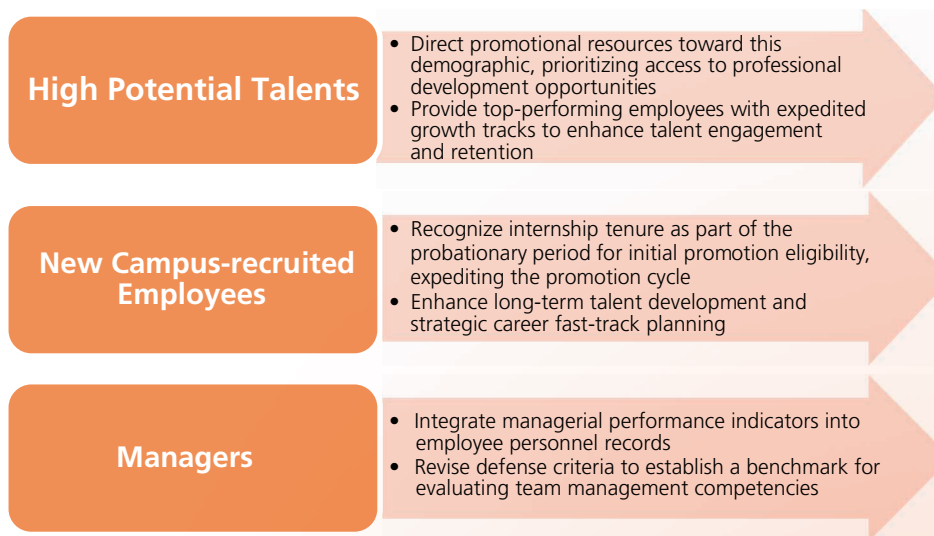 High Potential Talents
• Direct promotional resources toward this
demographic, prioritizing access to professional
development opportunities
• Provide top-performing employees with expedited
growth tracks to enhance talent engagement
and retention
New Campus-recruited
Employees
• Recognize internship tenure as part of the
probationary period for initial promotion eligibility,
expediting the promotion cycle
• Enhance long-term talent development and
strategic career fast-track planning
Managers
• Integrate managerial performance indicators into
employee personnel records
• Revise defense criteria to establish a benchmark for
evaluating team management competencies